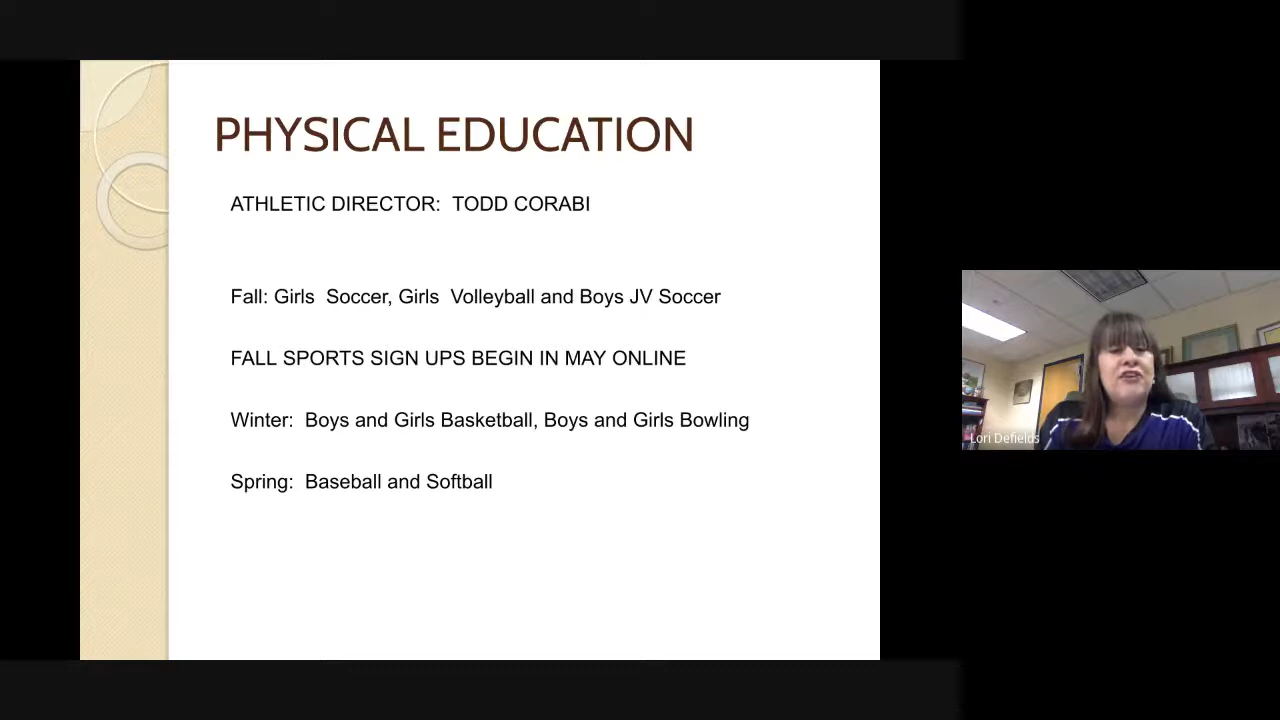 PHYSICAL EDUCATION
ATHLETIC DIRECTOR:  TODD CORABI
Fall: Girls  Soccer, Girls  Volleyball and Boys JV Soccer
FALL SPORTS SIGN UPS BEGIN IN MAY ONLINE
Winter:  Boys and Girls Basketball, Boys and Girls Bowling
Spring:  Baseball and Softball
Lori Defields